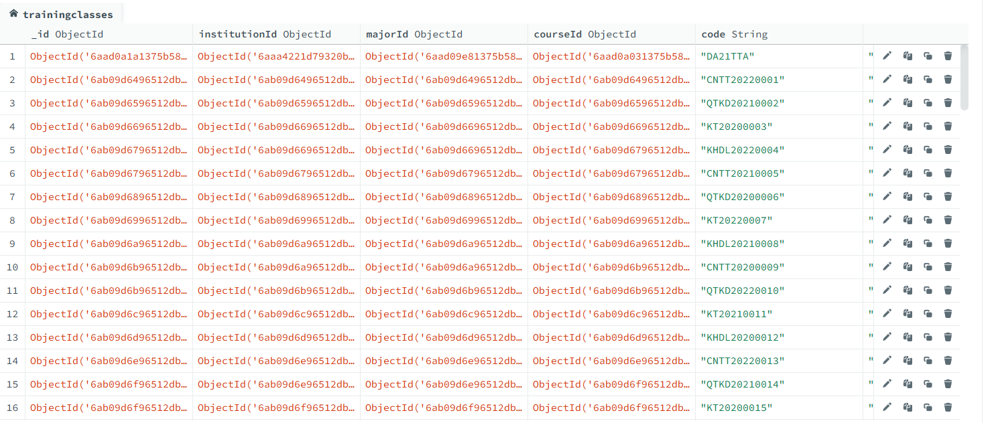 trainingclasses
_id ObjectId institutionId ObjectId majorId ObjectId courseId ObjectId code String
1 ObjectId('6aad0a1a1375b58… ObjectId('6aaa4221d79320b… ObjectId('6aad09e81375b58… ObjectId('6aad0a031375b58… "DA21TTA" "
2 ObjectId('6ab09d6496512db… ObjectId('6ab09d6496512db… ObjectId('6ab09d6496512db… ObjectId('6ab09d6496512db… "CNTT20220001" "
3 ObjectId('6ab09d6596512db… ObjectId('6ab09d6596512db… ObjectId('6ab09d6596512db… ObjectId('6ab09d6596512db… "QTKD20210002" "
4 ObjectId('6ab09d6696512db… ObjectId('6ab09d6696512db… ObjectId('6ab09d6696512db… ObjectId('6ab09d6696512db… "KT20200003" "
5 ObjectId('6ab09d6796512db… ObjectId('6ab09d6696512db… ObjectId('6ab09d6696512db… ObjectId('6ab09d6796512db… "KHDL20220004" "
6 ObjectId('6ab09d6796512db… ObjectId('6ab09d6796512db… ObjectId('6ab09d6796512db… ObjectId('6ab09d6796512db… "CNTT20210005" "
7 ObjectId('6ab09d6896512db… ObjectId('6ab09d6896512db… ObjectId('6ab09d6896512db… ObjectId('6ab09d6896512db… "QTKD20200006" "
8 ObjectId('6ab09d6996512db… ObjectId('6ab09d6996512db… ObjectId('6ab09d6996512db… ObjectId('6ab09d6996512db… "KT20220007" "
9 ObjectId('6ab09d6a96512db… ObjectId('6ab09d6a96512db… ObjectId('6ab09d6a96512db… ObjectId('6ab09d6a96512db… "KHDL20210008" "
10 ObjectId('6ab09d6b96512db… ObjectId('6ab09d6a96512db… ObjectId('6ab09d6a96512db… ObjectId('6ab09d6b96512db… "CNTT20200009" "
11 ObjectId('6ab09d6b96512db… ObjectId('6ab09d6b96512db… ObjectId('6ab09d6b96512db… ObjectId('6ab09d6b96512db… "QTKD20220010" "
12 ObjectId('6ab09d6c96512db… ObjectId('6ab09d6c96512db… ObjectId('6ab09d6c96512db… ObjectId('6ab09d6c96512db… "KT20210011" "
13 ObjectId('6ab09d6d96512db… ObjectId('6ab09d6d96512db… ObjectId('6ab09d6d96512db… ObjectId('6ab09d6d96512db… "KHDL20200012" "
14 ObjectId('6ab09d6e96512db… ObjectId('6ab09d6e96512db… ObjectId('6ab09d6e96512db… ObjectId('6ab09d6e96512db… "CNTT20220013" "
15 ObjectId('6ab09d6f96512db… ObjectId('6ab09d6e96512db… ObjectId('6ab09d6e96512db… ObjectId('6ab09d6f96512db… "QTKD20210014" "
16 ObjectId('6ab09d6f96512db… ObjectId('6ab09d6f96512db… ObjectId('6ab09d6f96512db… ObjectId('6ab09d6f96512db… "KT20200015" "